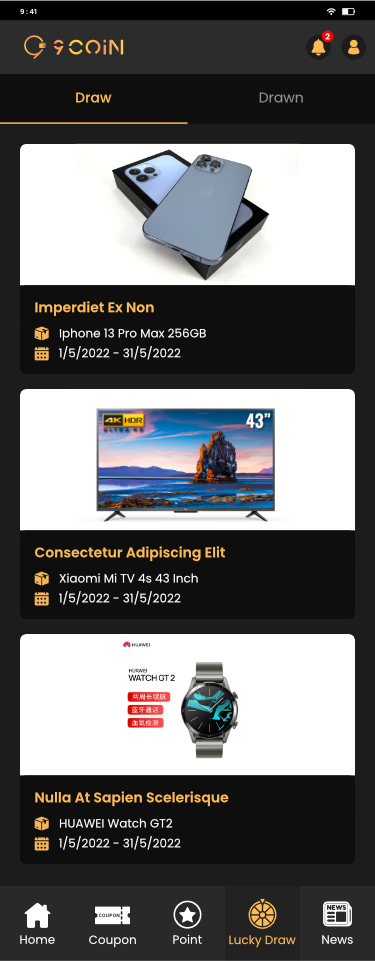 9:41
9COiN
2
Draw
Drawn
Imperdiet Ex Non
Iphone 13 Pro Max 256GB
1/5/2022 - 31/5/2022
4K HDR
ULTRA HD
43”
Consectetur Adipiscing Elit
Xiaomi Mi TV 4s 43 Inch
1/5/2022 - 31/5/2022
HUAWEI
HUAWEI
WATCH GT 2
两周长续航
蓝牙通话
血氧检测
Nulla At Sapien Scelerisque
HUAWEI Watch GT2
1/5/2022 - 31/5/2022
COUPON
NEWS
Home
Coupon
Point
Lucky Draw
News